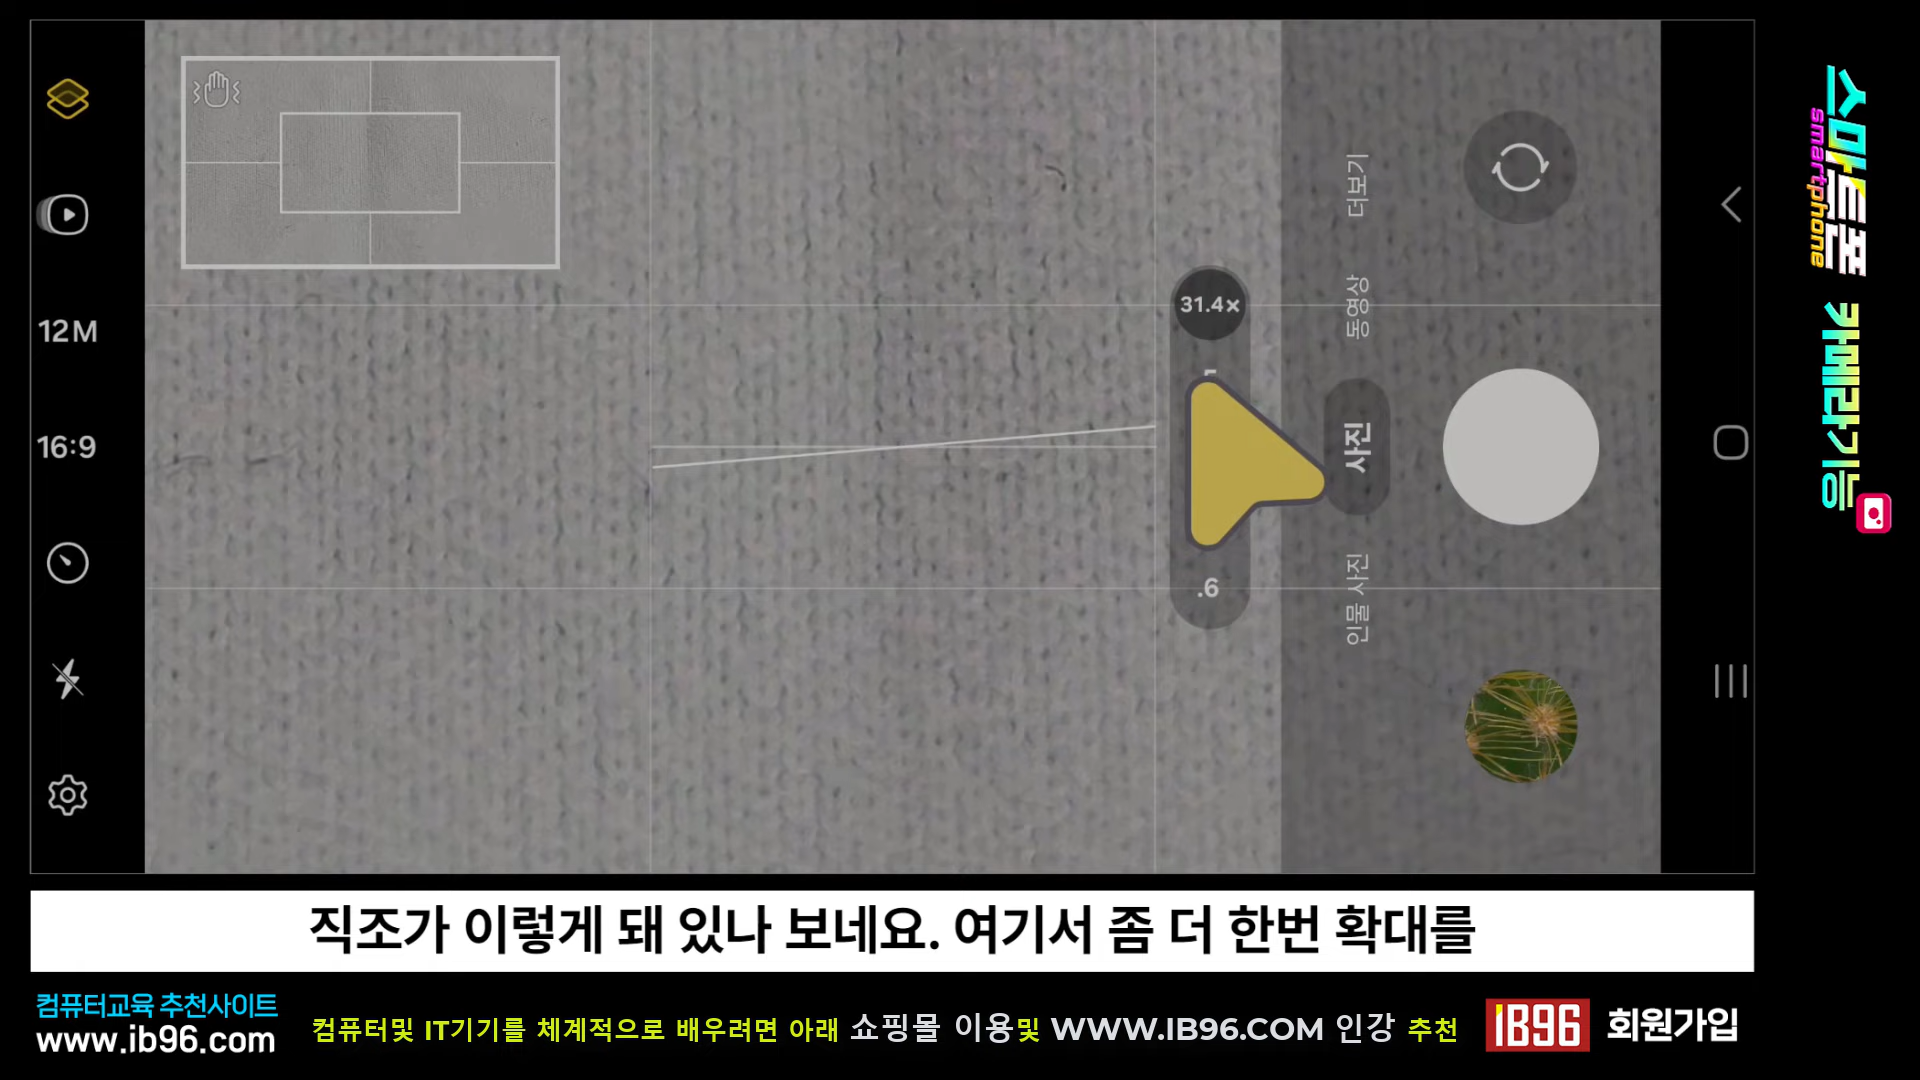 12M
16:9
31.4×
.6
더보기
동영상
사진
인물 사진
스마트폰
smartphone
카메라기능
직조가 이렇게 돼 있나 보네요. 여기서 좀 더 한번 확대를
컴퓨터교육 추천사이트
www.ib96.com
컴퓨터및 IT기기를 체계적으로 배우려면 아래 쇼핑몰 이용및 WWW.IB96.COM 인강 추천
IB96 회원가입